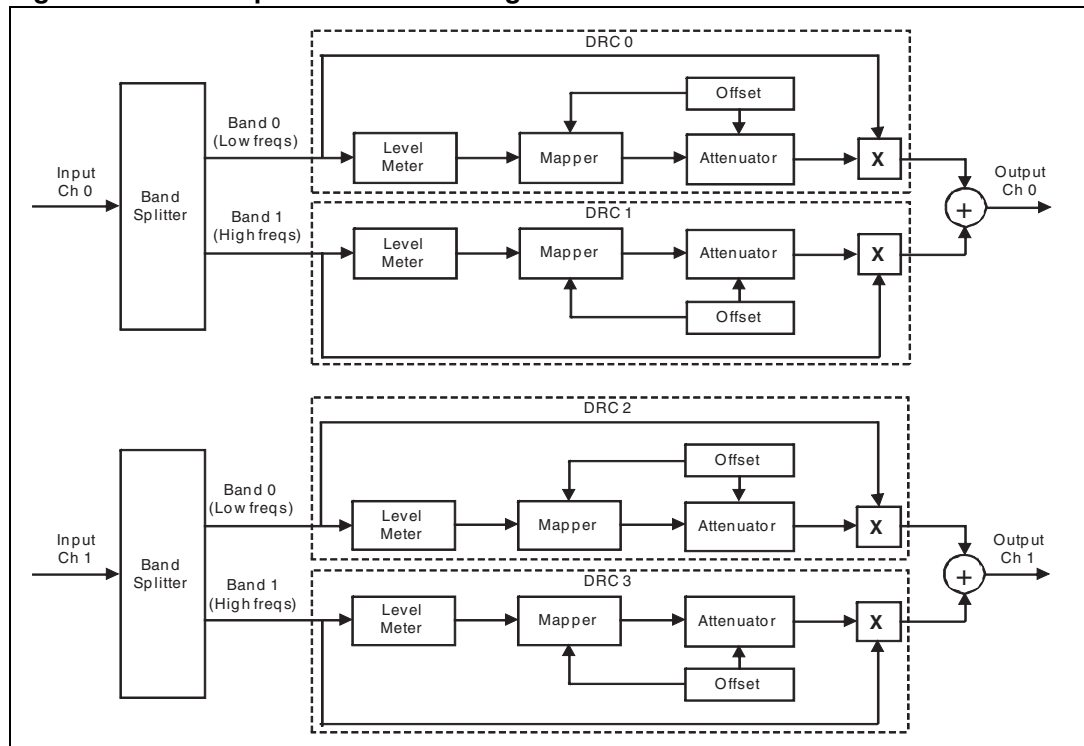 DRC 0
Offset
Band 0
(Low freqs)
Level
Meter
Mapper
Attenuator
X
Input
Ch 0
Band
Splitter
Output
Ch 0
+
DRC 1
Band 1
(High freqs)
Level
Meter
Mapper
Attenuator
X
Offset
DRC 2
Offset
Band 0
(Low freqs)
Level
Meter
Mapper
Attenuator
X
Input
Ch 1
Band
Splitter
Output
Ch 1
+
DRC 3
Band 1
(High freqs)
Level
Meter
Mapper
Attenuator
X
Offset